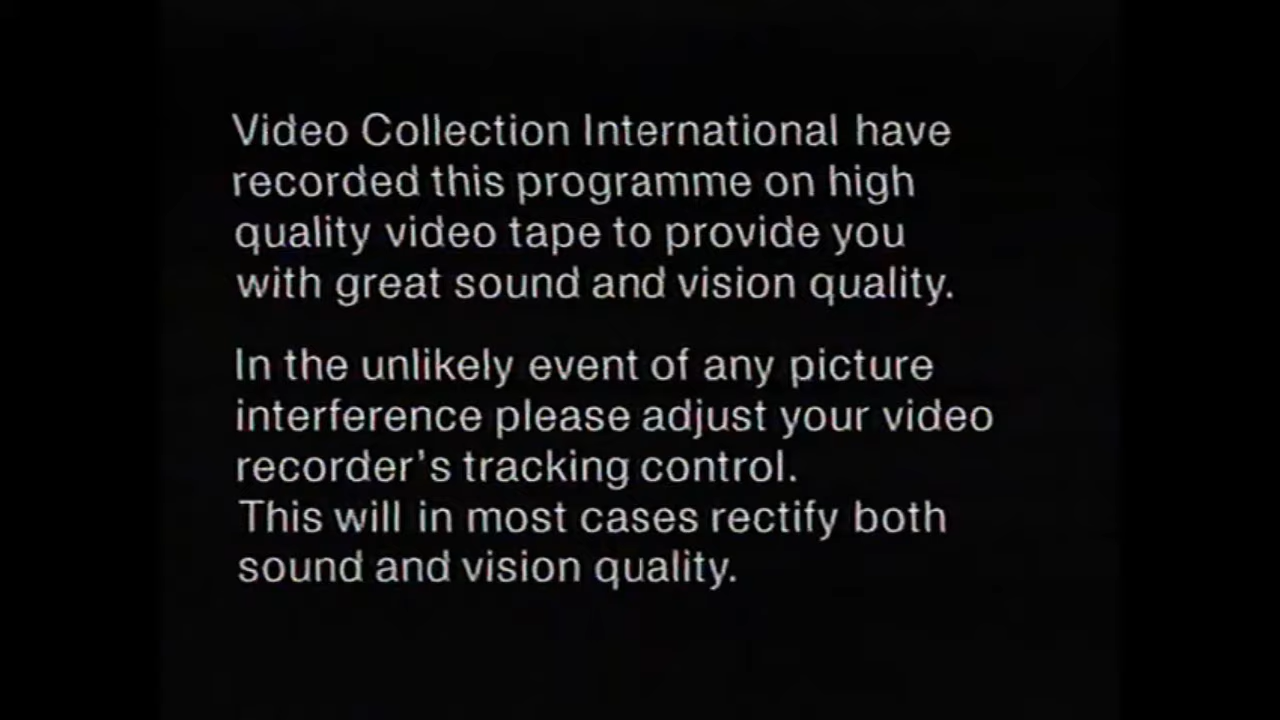 Video Collection International have
recorded this programme on high
quality video tape to provide you
with great sound and vision quality.
In the unlikely event of any picture
interference please adjust your video
recorder's tracking control.
This will in most cases rectify both
sound and vision quality.